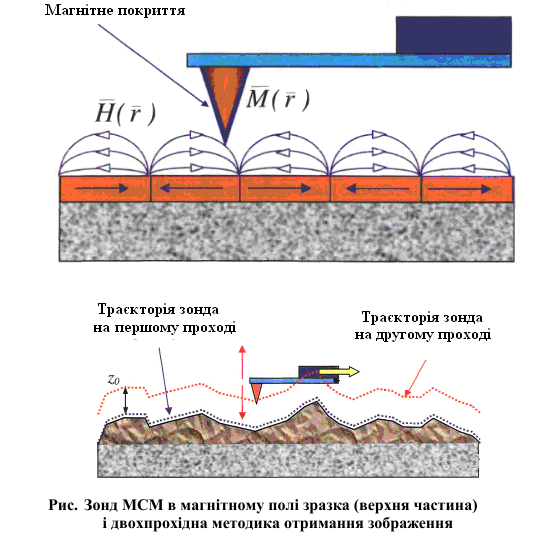 Магнітне покриття
H̅( r̅ )
M̅( r̅ )
Траєкторія зонда
на першому проході
Траєкторія зонда
на другому проході
z₀
Рис. Зонд МСМ в магнітному полі зразка (верхня частина)
і двохпрохідна методика отримання зображення